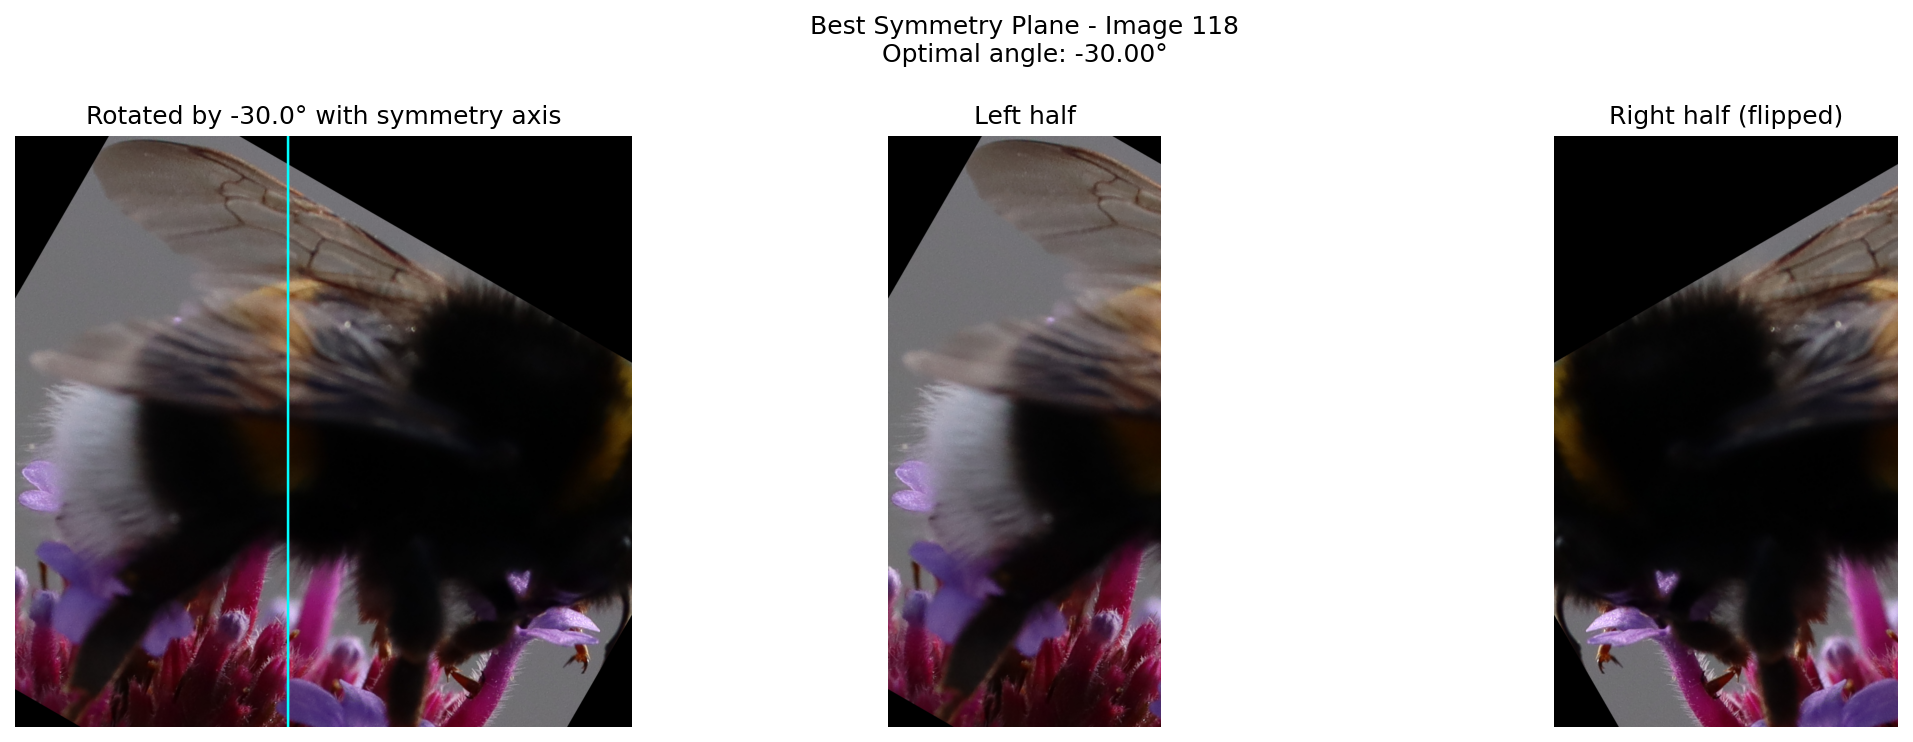 Best Symmetry Plane - Image 118
Optimal angle: -30.00°
Rotated by -30.0° with symmetry axis
Left half
Right half (flipped)